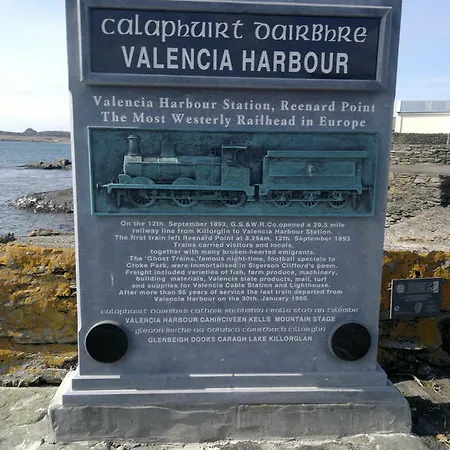 Calaphuirt Dairbhre
VALENCIA HARBOUR
Valencia Harbour Station, Reenard Point
The Most Westerly Railhead in Europe
On the 12th. September 1893, G.S.&W.R.Co.opened a 39.5 mile
railway line from Killorglin to Valencia Harbour Station.
The first train left Reenard Point at 8.25am, 12th. September 1893
Trains carried visitors and locals,
together with many broken-hearted emigrants.
The 'Ghost Trains,'famous night-time, football specials to
Croke Park, were immortalised in Sigerson Clifford's poem.
Freight included varieties of fish, farm produce, machinery,
building materials, Valencia slate products, mail, turf
and supplies for Valencia Cable Station and Lighthouse.
After more than 65 years of service the last train departed from
Valencia Harbour on the 30th. January 1960.
VALENCIA HARBOUR CAHIRCIVEEN KELLS MOUNTAIN STAGE
GLENBEIGH DOOKS CARAGH LAKE KILLORGLAN